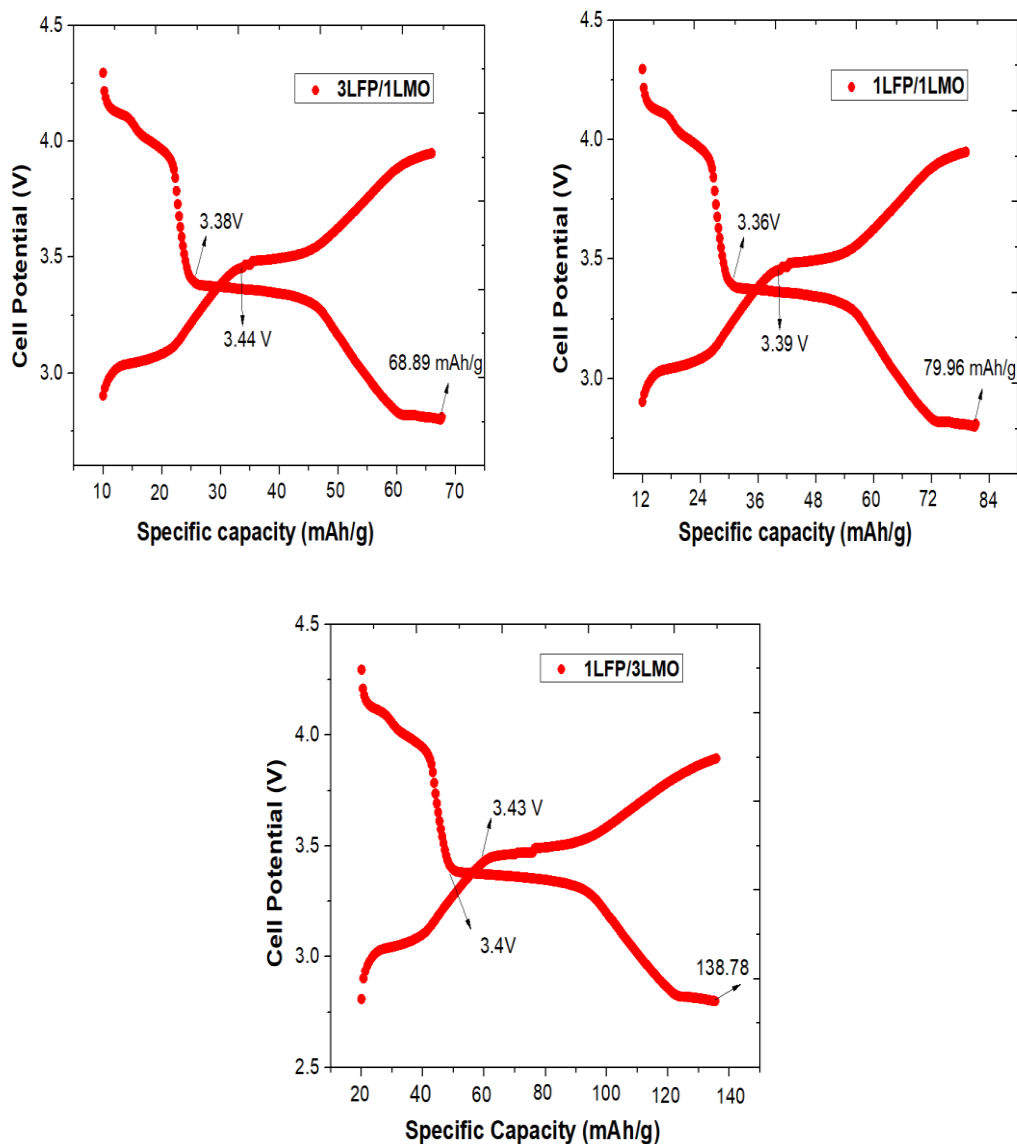 4.5
4.0
3.5
3.0
Cell Potential (V)
3LFP/1LMO
3.38V
3.44 V
68.89 mAh/g
10 20 30 40 50 60 70
Specific capacity (mAh/g)
4.5
4.0
3.5
3.0
Cell Potential (V)
1LFP/1LMO
3.36V
3.39 V
79.96 mAh/g
12 24 36 48 60 72 84
Specific capacity (mAh/g)
4.5
4.0
3.5
3.0
2.5
Cell Potential (V)
1LFP/3LMO
3.43 V
3.4V
138.78
20 40 60 80 100 120 140
Specific Capacity (mAh/g)